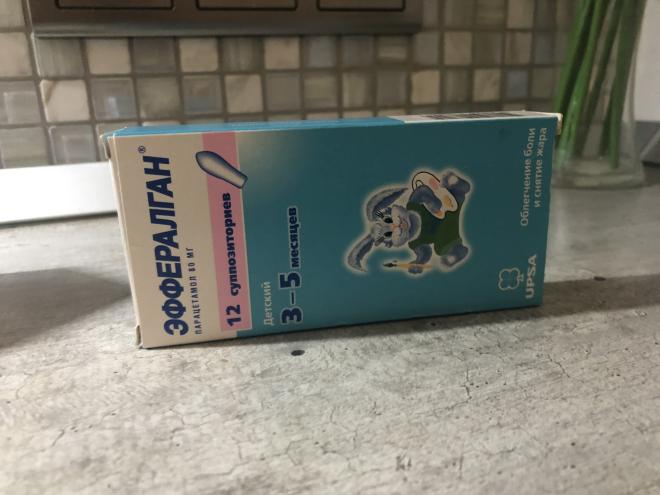 ЭФФЕРАЛГАН®
ПАРАЦЕТАМОЛ 80 МГ
12 суппозиториев
Детский
3–5 месяцев
Облегчение боли
и снятие жара
UPSA